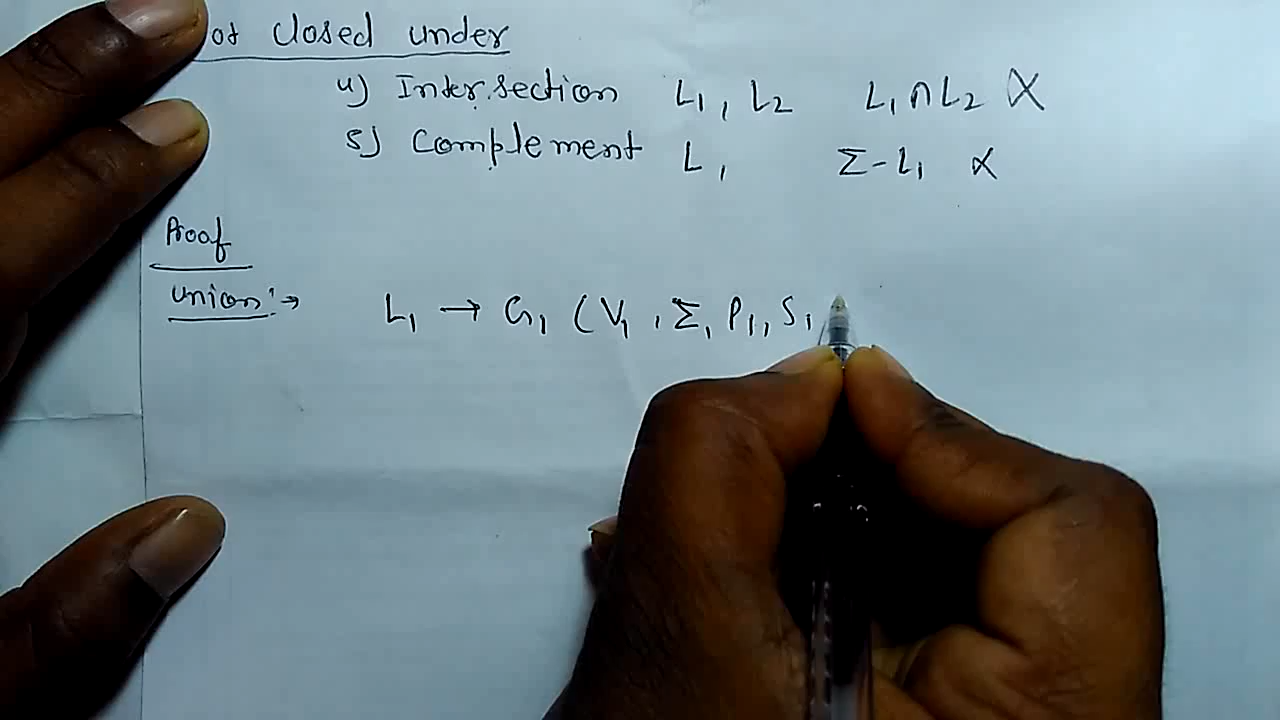 ot closed under
4) Intersection L1, L2 L1 ∩ L2 X
5) Complement L1 Σ - L1 X
Proof
Union:→ L1 → G1 (V1, Σ, P1, S1